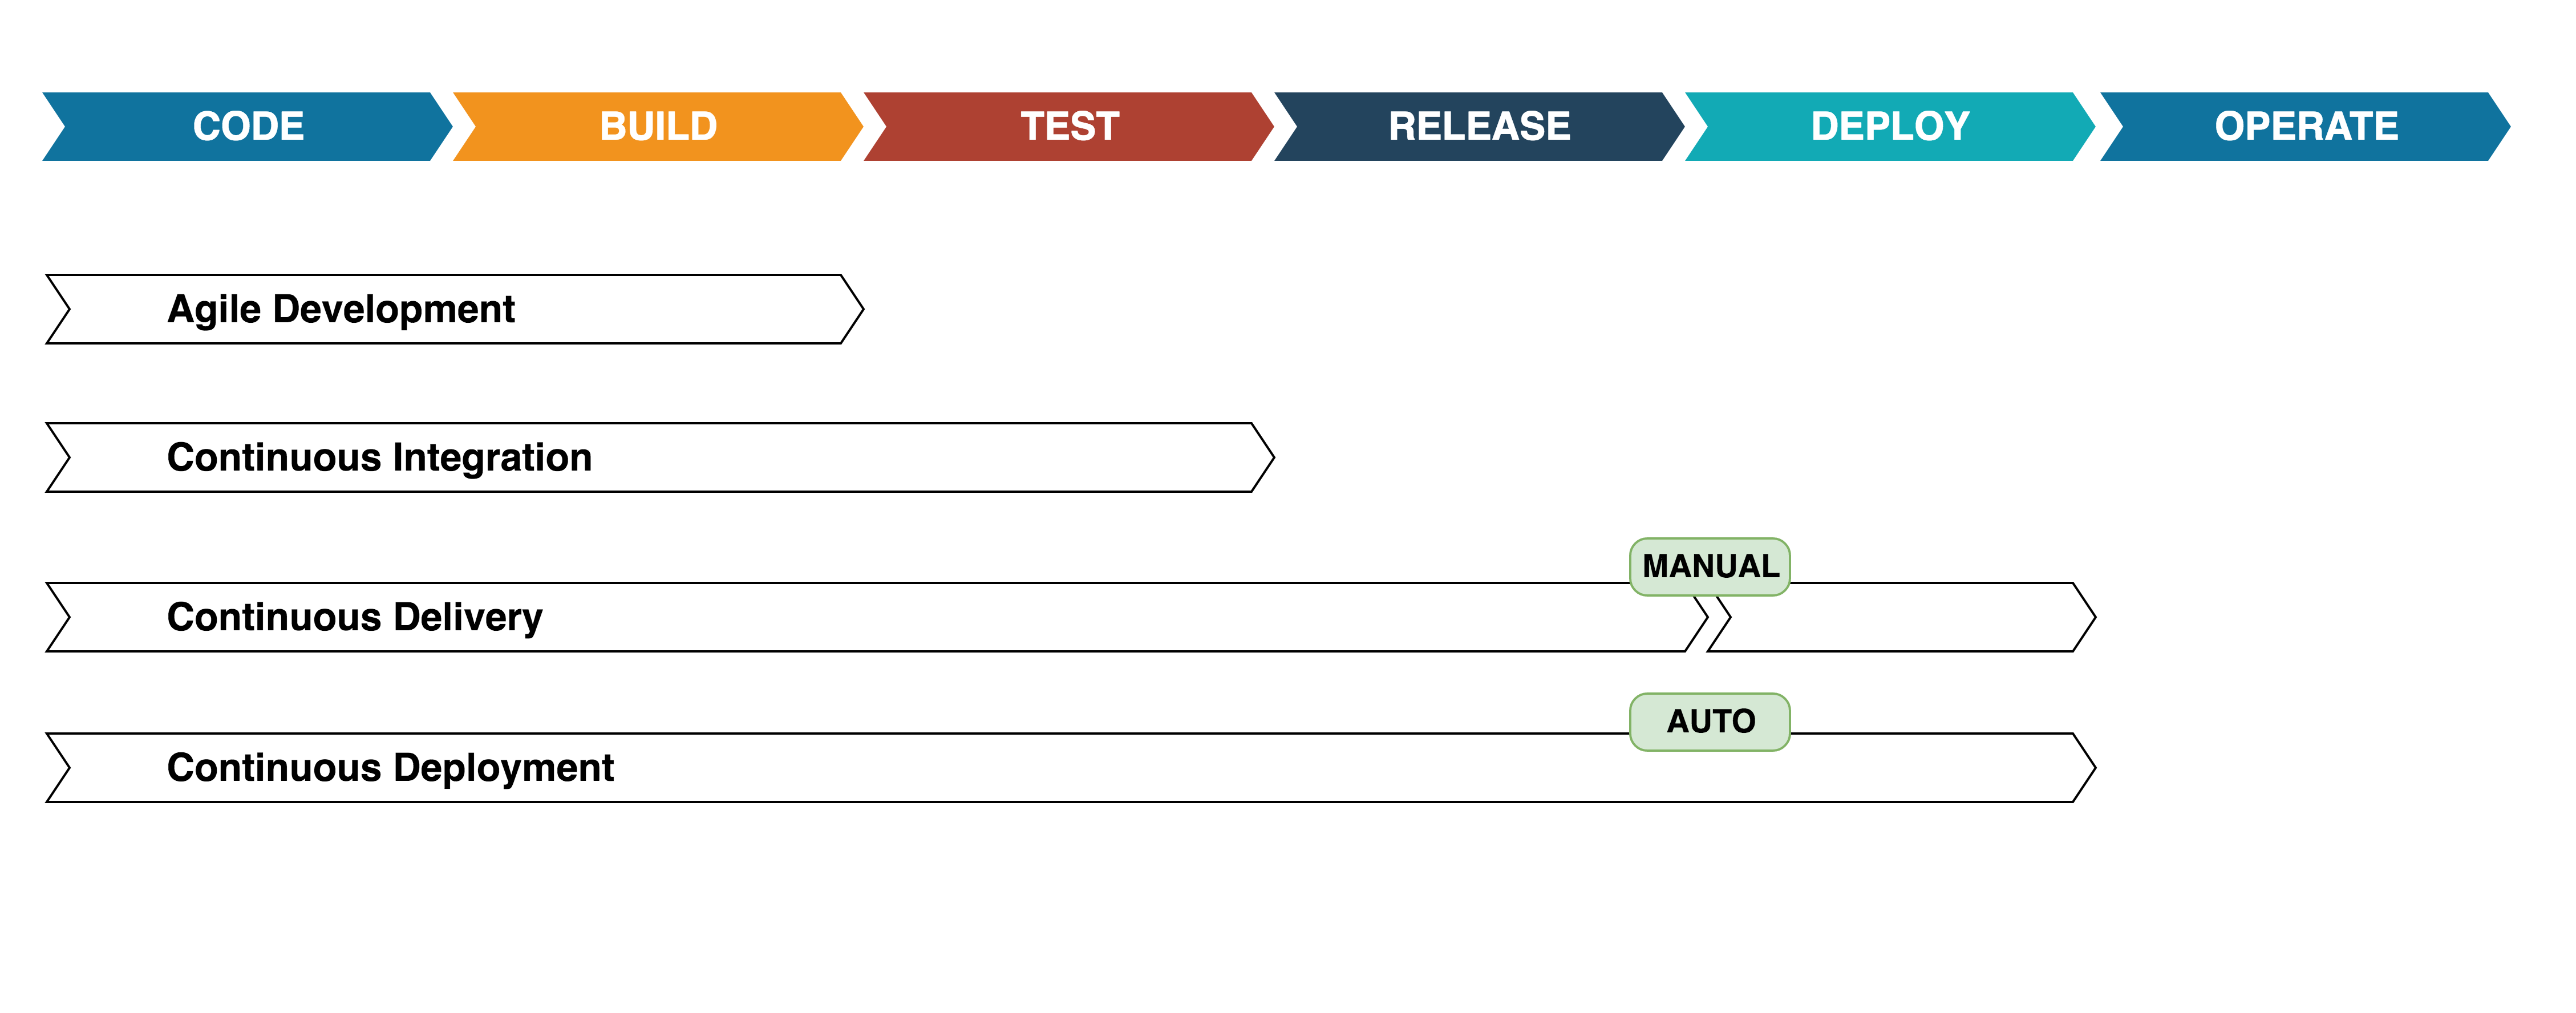 CODE
BUILD
TEST
RELEASE
DEPLOY
OPERATE
Agile Development
Continuous Integration
MANUAL
Continuous Delivery
AUTO
Continuous Deployment